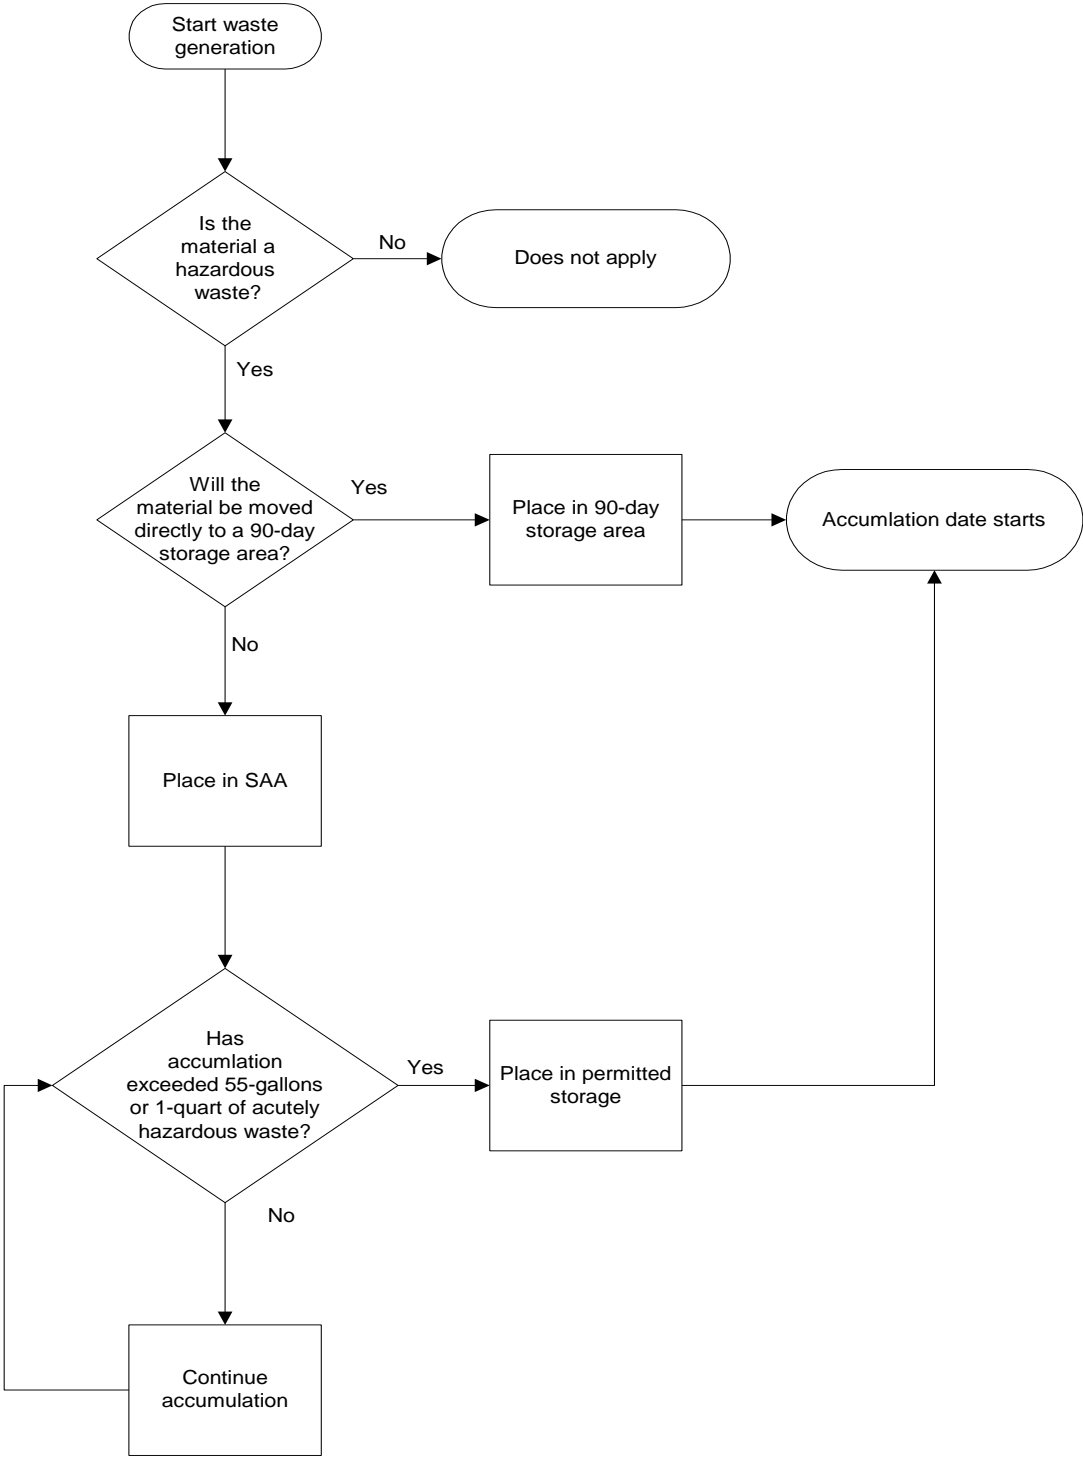 Start waste
generation
Is the
material a
hazardous
waste?
No
Does not apply
Yes
Will the
material be moved
directly to a 90-day
storage area?
Yes
Place in 90-day
storage area
Accumlation date starts
No
Place in SAA
Has
accumlation
exceeded 55-gallons
or 1-quart of acutely
hazardous waste?
Yes
Place in permitted
storage
No
Continue
accumulation